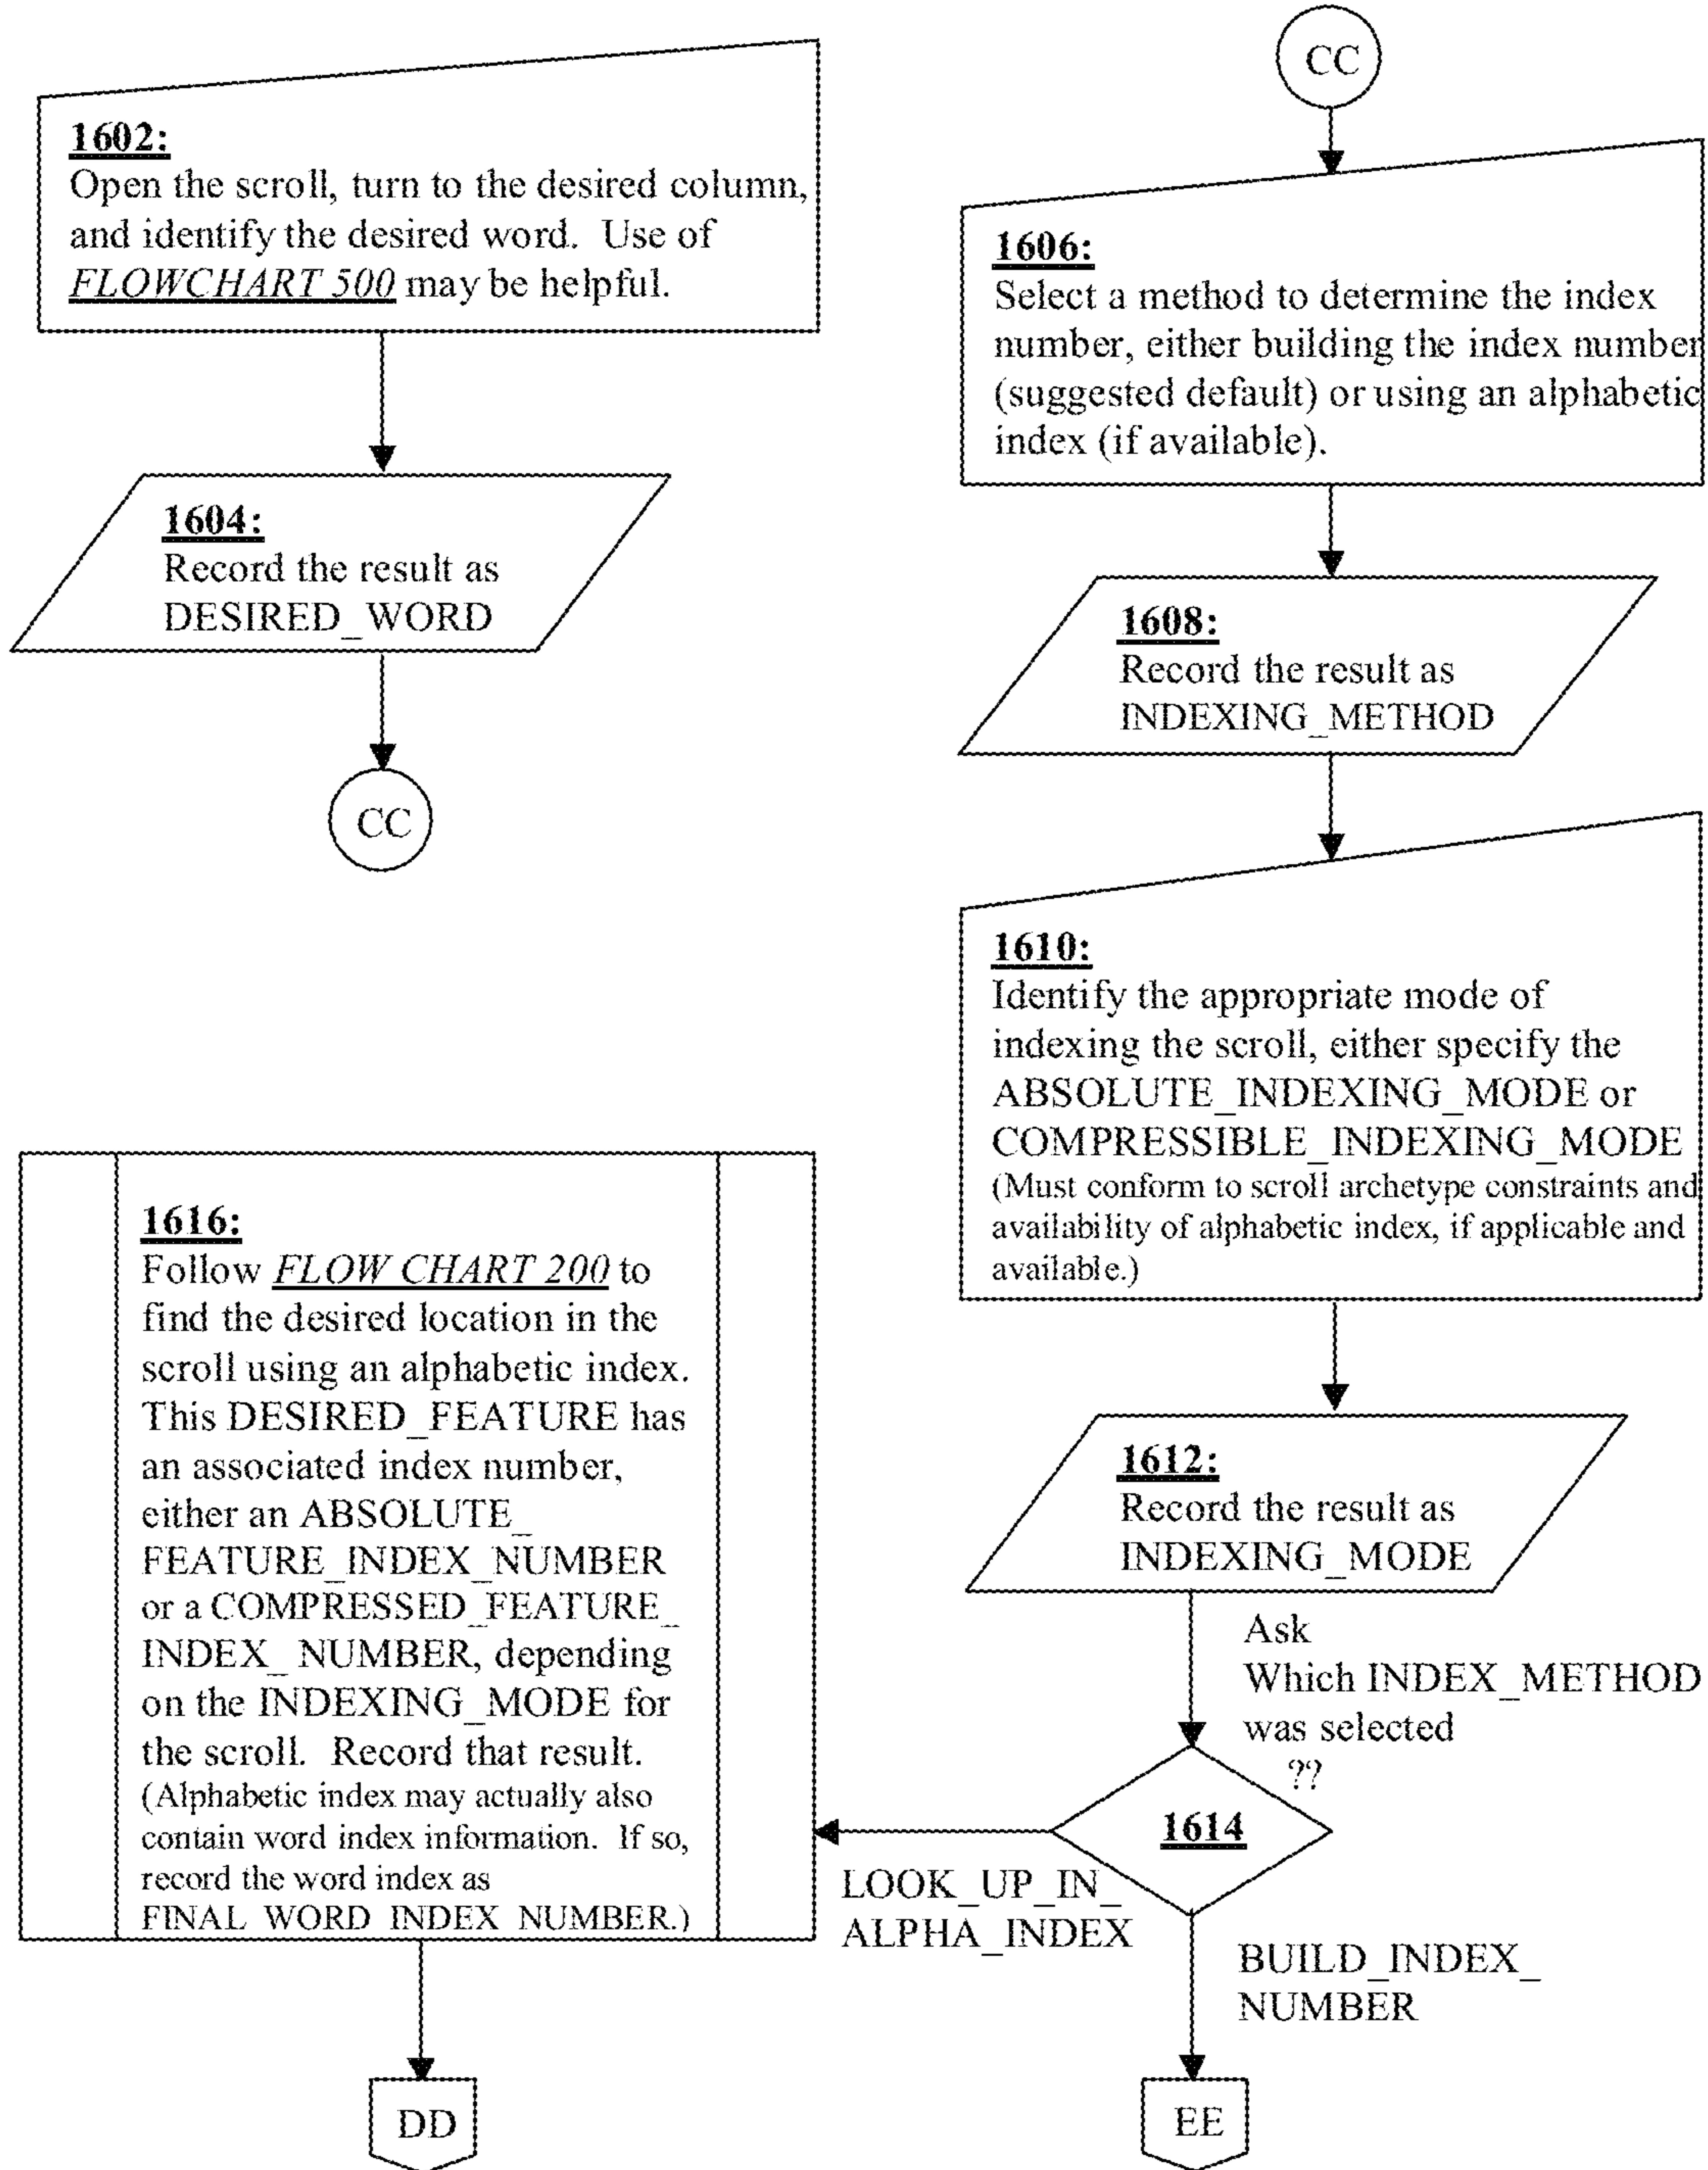 1602:
Open the scroll, turn to the desired column,
and identify the desired word. Use of
FLOWCHART 500 may be helpful.
1604:
Record the result as
DESIRED_WORD
CC
CC
1606:
Select a method to determine the index
number, either building the index number
(suggested default) or using an alphabetic
index (if available).
1608:
Record the result as
INDEXING_METHOD
1610:
Identify the appropriate mode of
indexing the scroll, either specify the
ABSOLUTE_INDEXING_MODE or
COMPRESSIBLE_INDEXING_MODE
(Must conform to scroll archetype constraints and
availability of alphabetic index, if applicable and
available.)
1612:
Record the result as
INDEXING_MODE
Ask
Which INDEX_METHOD
was selected
??
1614
LOOK_UP_IN_
ALPHA_INDEX
BUILD_INDEX_
NUMBER
1616:
Follow FLOW CHART 200 to
find the desired location in the
scroll using an alphabetic index.
This DESIRED_FEATURE has
an associated index number,
either an ABSOLUTE_
FEATURE_INDEX_NUMBER
or a COMPRESSED_FEATURE_
INDEX_ NUMBER, depending
on the INDEXING_MODE for
the scroll. Record that result.
(Alphabetic index may actually also
contain word index information. If so,
record the word index as
FINAL_WORD_INDEX_NUMBER.)
DD
EE